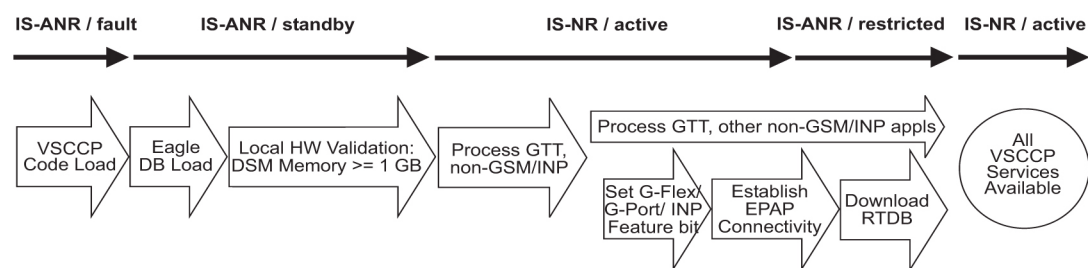 IS-ANR / fault
IS-ANR / standby
IS-NR / active
IS-ANR / restricted
IS-NR / active
VSCCP
Code Load
Eagle
DB Load
Local HW Validation:
DSM Memory >= 1 GB
Process GTT,
non-GSM/INP
Process GTT, other non-GSM/INP appls
Set G-Flex/
G-Port/ INP
Feature bit
Establish
EPAP
Connectivity
Download
RTDB
All
VSCCP
Services
Available